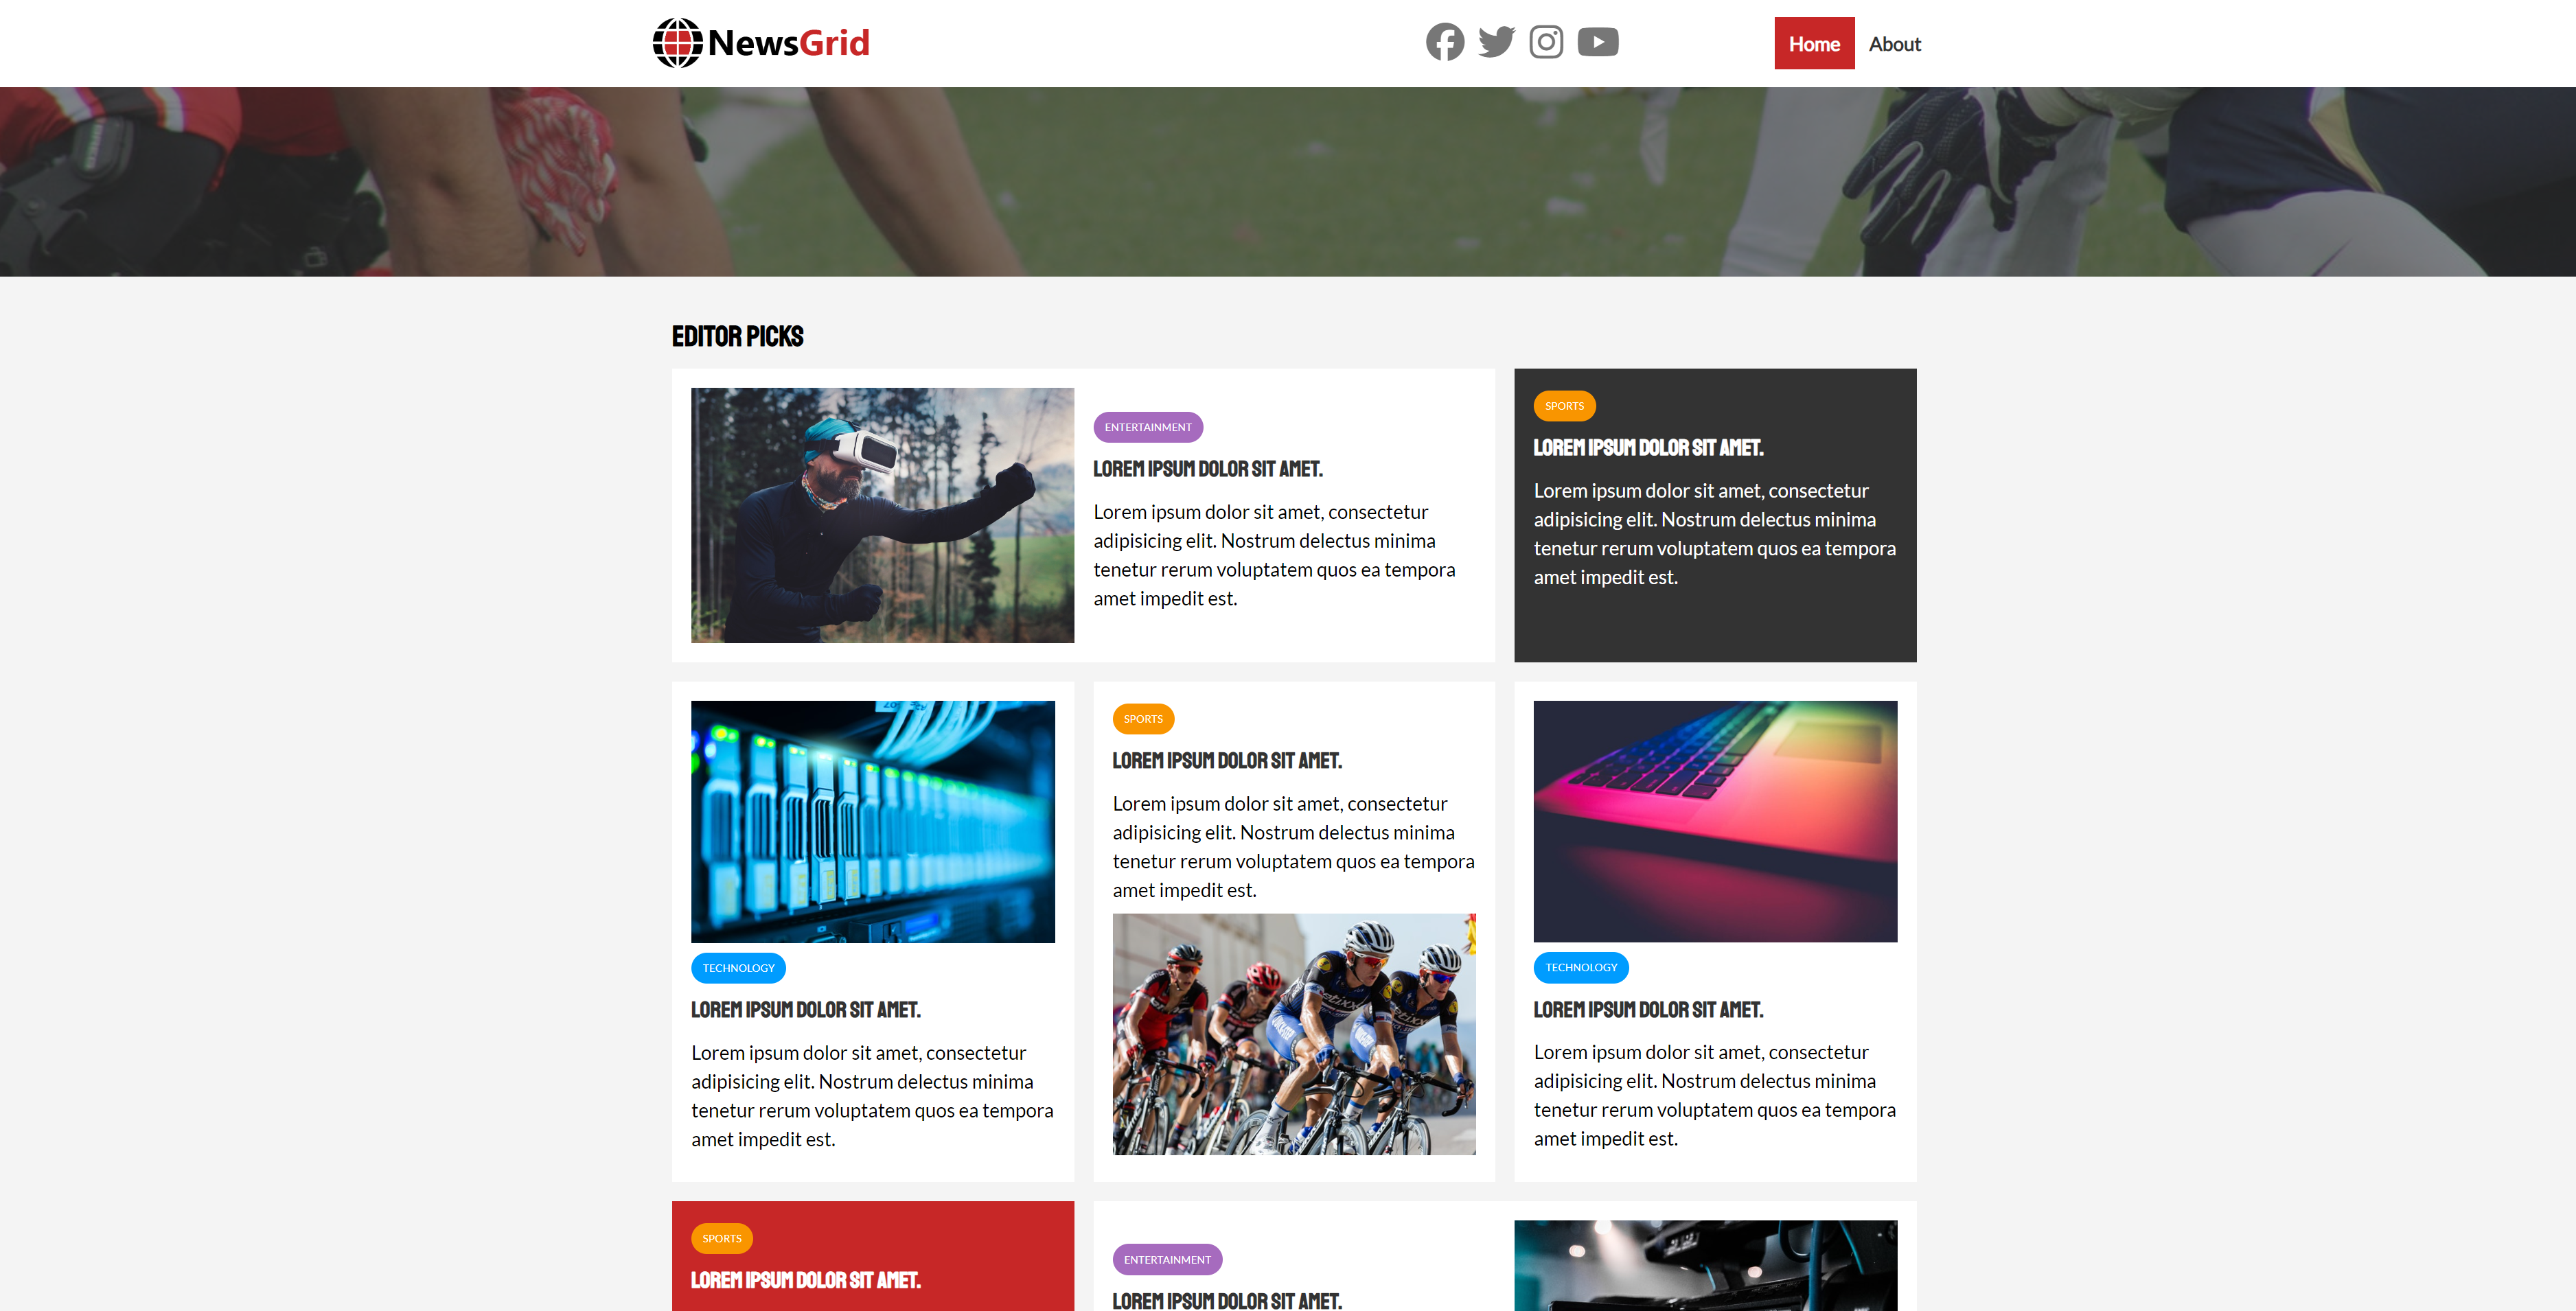 NewsGrid
Home About
EDITOR PICKS
ENTERTAINMENT
LOREM IPSUM DOLOR SIT AMET.
Lorem ipsum dolor sit amet, consectetur
adipisicing elit. Nostrum delectus minima
tenetur rerum voluptatem quos ea tempora
amet impedit est.
SPORTS
LOREM IPSUM DOLOR SIT AMET.
Lorem ipsum dolor sit amet, consectetur
adipisicing elit. Nostrum delectus minima
tenetur rerum voluptatem quos ea tempora
amet impedit est.
TECHNOLOGY
LOREM IPSUM DOLOR SIT AMET.
Lorem ipsum dolor sit amet, consectetur
adipisicing elit. Nostrum delectus minima
tenetur rerum voluptatem quos ea tempora
amet impedit est.
SPORTS
LOREM IPSUM DOLOR SIT AMET.
Lorem ipsum dolor sit amet, consectetur
adipisicing elit. Nostrum delectus minima
tenetur rerum voluptatem quos ea tempora
amet impedit est.
TECHNOLOGY
LOREM IPSUM DOLOR SIT AMET.
Lorem ipsum dolor sit amet, consectetur
adipisicing elit. Nostrum delectus minima
tenetur rerum voluptatem quos ea tempora
amet impedit est.
SPORTS
LOREM IPSUM DOLOR SIT AMET.
ENTERTAINMENT
LOREM IPSUM DOLOR SIT AMET.